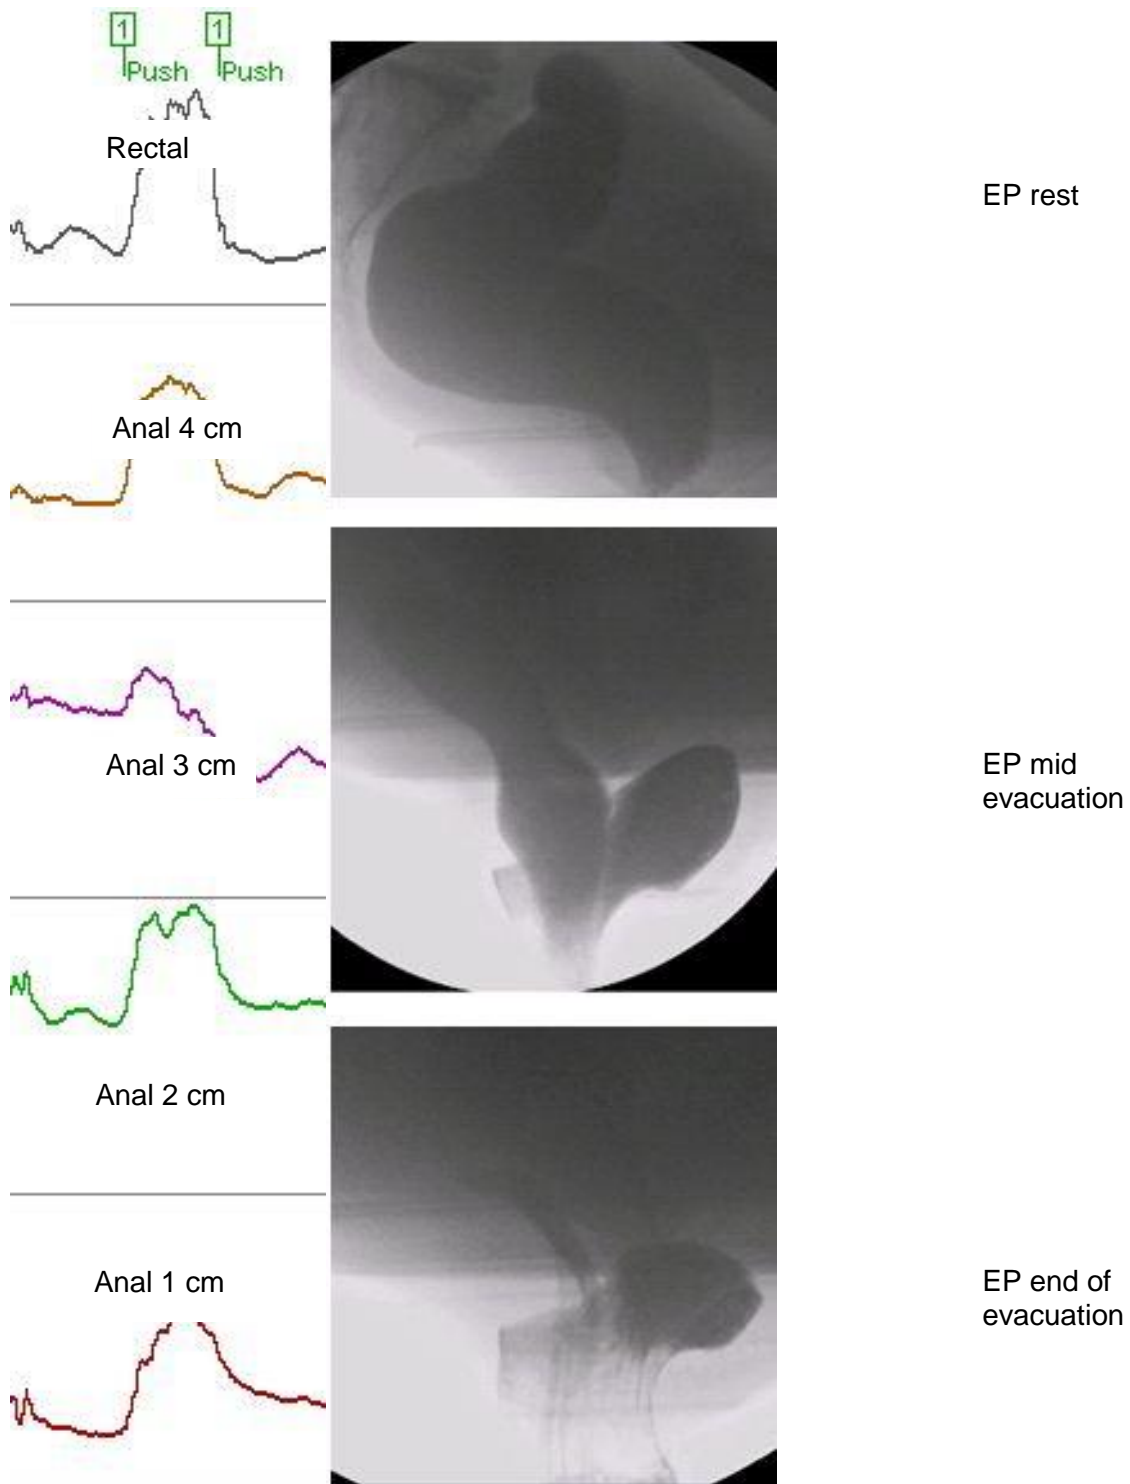 1 1
Push Push
Rectal
EP rest
Anal 4 cm
Anal 3 cm
EP mid
evacuation
Anal 2 cm
Anal 1 cm
EP end of
evacuation